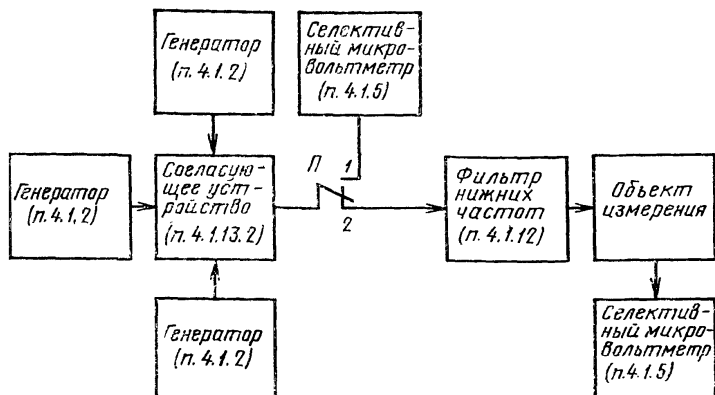 Генератор
(п. 4.1.2)
Селектив-
ный микро-
вольтметр
(п. 4.1.5)
Генератор
(п. 4.1.2)
Согласую-
щее уст-
ройство
(п. 4.1.13.2)
П
1
2
Фильтр
нижних
частот
(п. 4.1.12)
Объект
измерения
Генератор
(п. 4.1.2)
Селектив-
ный микро-
вольтметр
(п.4.1.5)